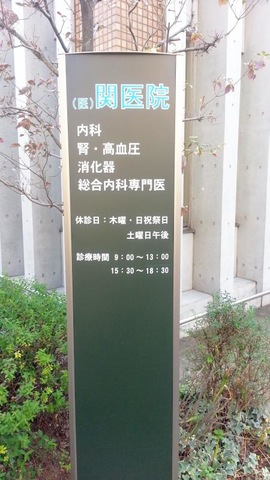 （医）関医院
内科
腎・高血圧
消化器
総合内科専門医
休診日：木曜・日祝祭日
土曜日午後
診療時間 9：00〜13：00
15：30〜18：30